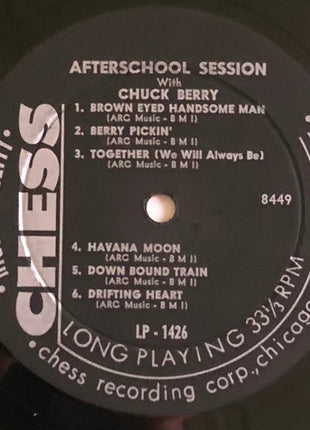 AFTERSCHOOL SESSION
With
CHUCK BERRY
1. BROWN EYED HANDSOME MAN
(ARC Music - B M I)
2. BERRY PICKIN'
(ARC Music - B M I)
3. TOGETHER (We Will Always Be)
(ARC Music - B M I)
8449
4. HAVANA MOON
(ARC Music - B M I)
5. DOWN BOUND TRAIN
(ARC Music - B M I)
6. DRIFTING HEART
(ARC Music - B M I)
LP - 1426
CHESS
LONG PLAYING 33⅓ RPM
chess recording corp., chicago